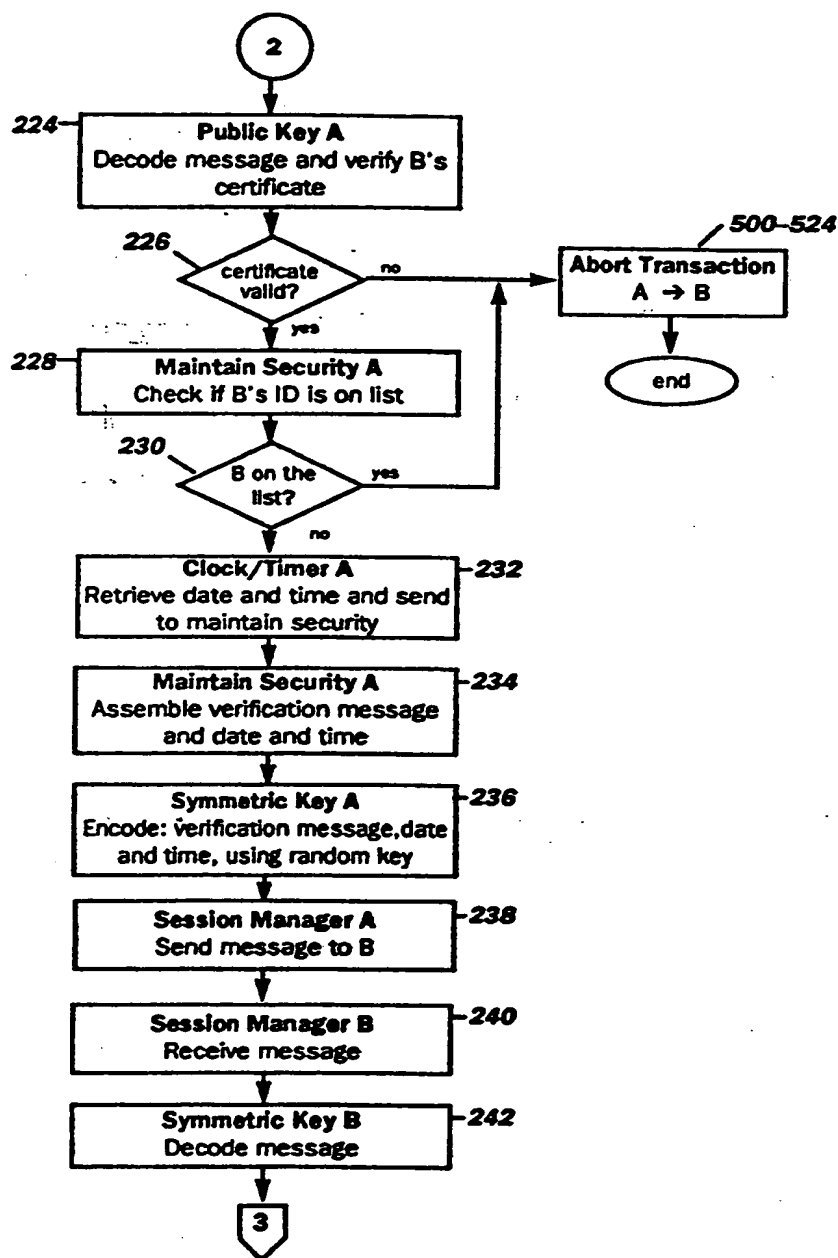 2
224
Public Key A
Decode message and verify B's
certificate
226
certificate
valid?
no
yes
500-524
Abort Transaction
A → B
end
228
Maintain Security A
Check if B's ID is on list
230
B on the
list?
yes
no
Clock/Timer A
Retrieve date and time and send
to maintain security
232
Maintain Security A
Assemble verification message
and date and time
234
Symmetric Key A
Encode: verification message,date
and time, using random key
236
Session Manager A
Send message to B
238
Session Manager B
Receive message
240
Symmetric Key B
Decode message
242
3